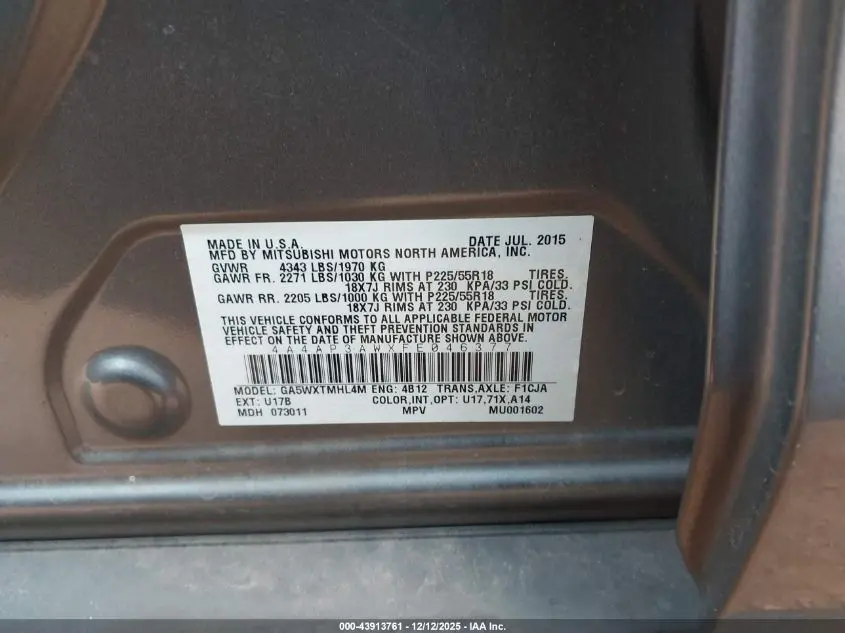 MADE IN U.S.A. DATE JUL. 2015
MFD BY MITSUBISHI MOTORS NORTH AMERICA, INC.
GVWR 4343 LBS/1970 KG
GAWR FR. 2271 LBS/1030 KG WITH P225/55R18 TIRES.
18X7J RIMS AT 230 KPA/33 PSI COLD.
GAWR RR. 2205 LBS/1000 KG WITH P225/55R18 TIRES.
18X7J RIMS AT 230 KPA/33 PSI COLD.
THIS VEHICLE CONFORMS TO ALL APPLICABLE FEDERAL MOTOR
VEHICLE SAFETY AND THEFT PREVENTION STANDARDS IN
EFFECT ON THE DATE OF MANUFACTURE SHOWN ABOVE.
4A4AP3AWXFE046377
MODEL: GA5WXTMHL4M ENG: 4B12 TRANS,AXLE: F1CJA
EXT: U17B COLOR,INT,OPT: U17,71X,A14
MDH 073011 MPV MU001602
000-43913761 - 12/12/2025 - IAA Inc.